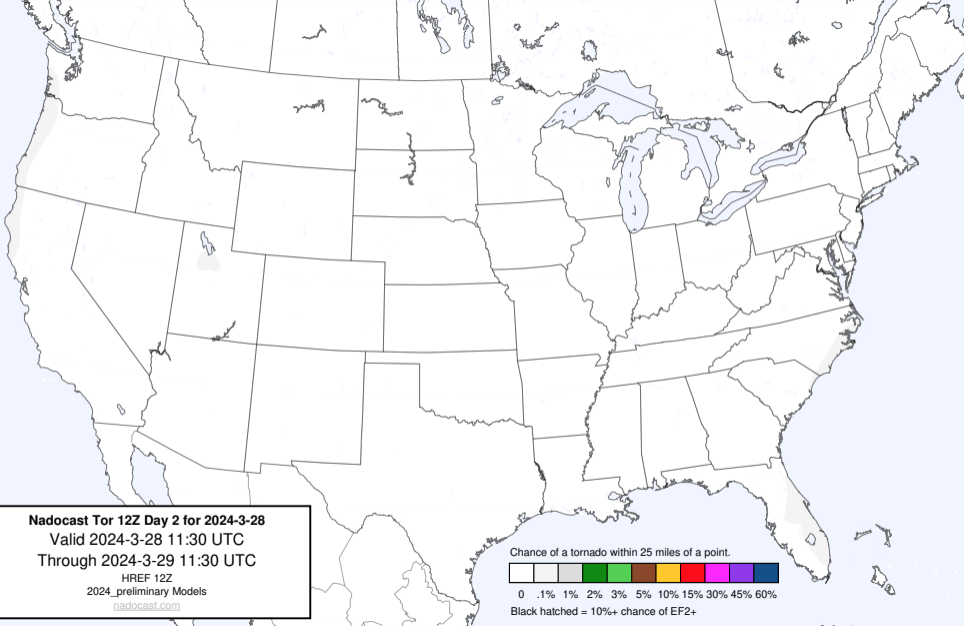 Nadocast Tor 12Z Day 2 for 2024-3-28
Valid 2024-3-28 11:30 UTC
Through 2024-3-29 11:30 UTC
HREF 12Z
2024_preliminary Models
nadocast.com
Chance of a tornado within 25 miles of a point.
0 .1% 1% 2% 3% 5% 10% 15% 30% 45% 60%
Black hatched = 10%+ chance of EF2+